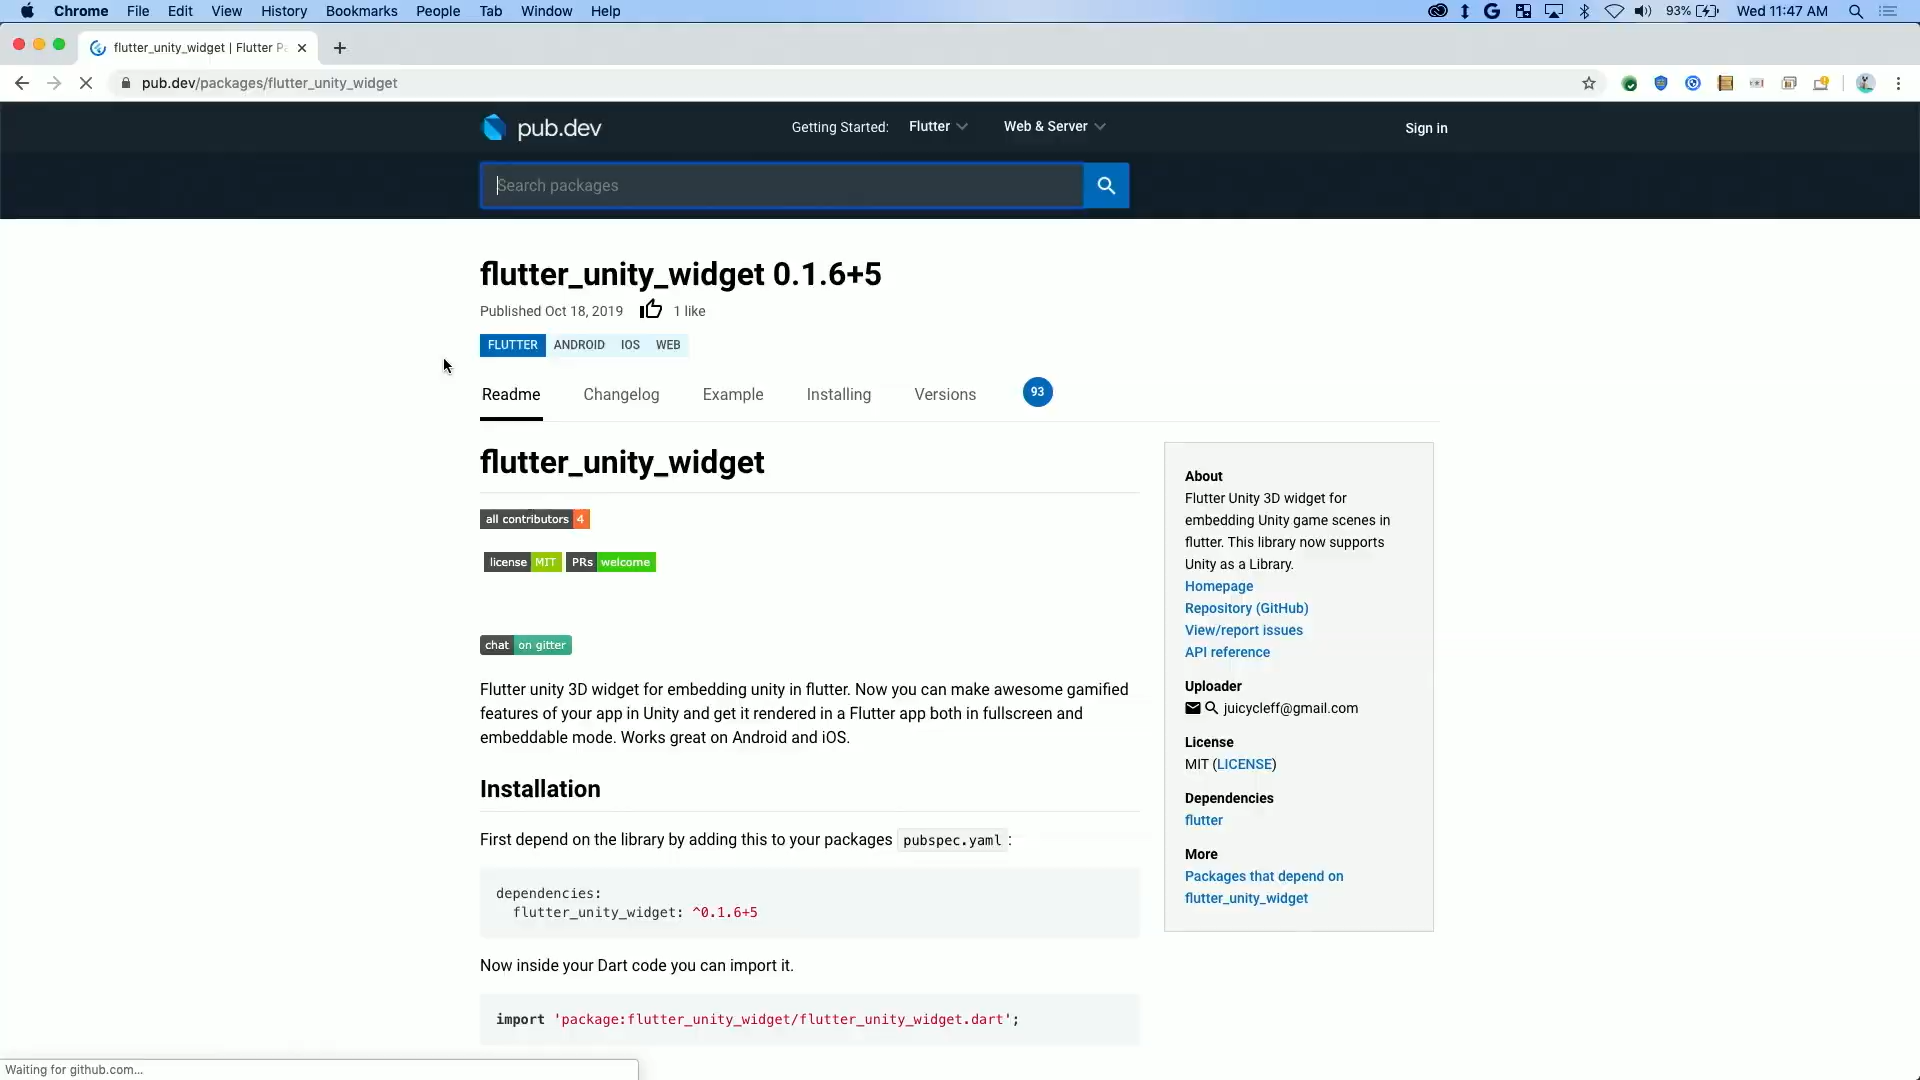 Chrome File Edit View History Bookmarks People Tab Window Help 93% Wed 11:47 AM
flutter_unity_widget | Flutter P
pub.dev/packages/flutter_unity_widget
pub.dev Getting Started: Flutter Web & Server Sign in
Search packages
flutter_unity_widget 0.1.6+5
Published Oct 18, 2019 1 like
FLUTTER ANDROID IOS WEB
Readme Changelog Example Installing Versions 93
flutter_unity_widget
all contributors 4
license MIT PRs welcome
chat on gitter
Flutter unity 3D widget for embedding unity in flutter. Now you can make awesome gamified
features of your app in Unity and get it rendered in a Flutter app both in fullscreen and
embeddable mode. Works great on Android and iOS.
Installation
First depend on the library by adding this to your packages pubspec.yaml :
dependencies:
flutter_unity_widget: ^0.1.6+5
Now inside your Dart code you can import it.
import 'package:flutter_unity_widget/flutter_unity_widget.dart';
About
Flutter Unity 3D widget for
embedding Unity game scenes in
flutter. This library now supports
Unity as a Library.
Homepage
Repository (GitHub)
View/report issues
API reference
Uploader
juicycleff@gmail.com
License
MIT (LICENSE)
Dependencies
flutter
More
Packages that depend on
flutter_unity_widget
Waiting for github.com...